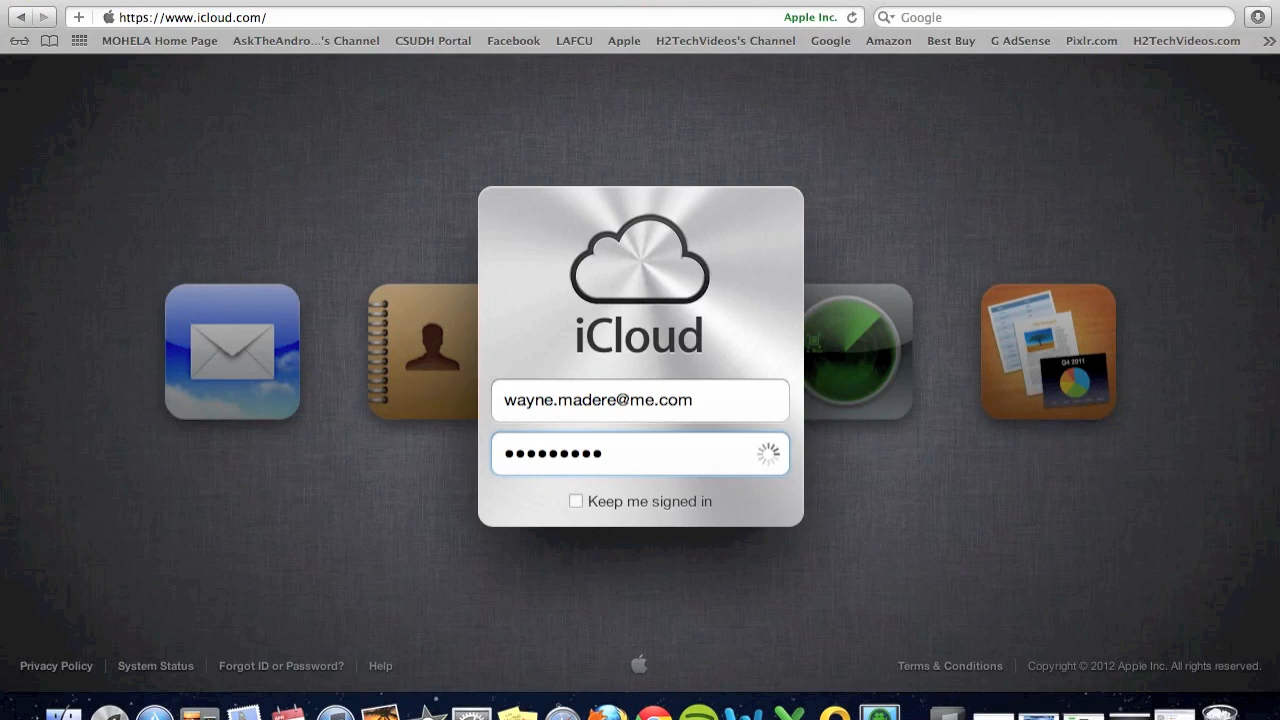 https://www.icloud.com/
Apple Inc.
Google
MOHELA Home Page
AskTheAndro...'s Channel
CSUDH Portal
Facebook
LAFCU
Apple
H2TechVideos's Channel
Google
Amazon
Best Buy
G AdSense
Pixlr.com
H2TechVideos.com
Q4 2011
iCloud
wayne.madere@me.com
Keep me signed in
Privacy Policy
System Status
Forgot ID or Password?
Help
Terms & Conditions
Copyright © 2012 Apple Inc. All rights reserved.